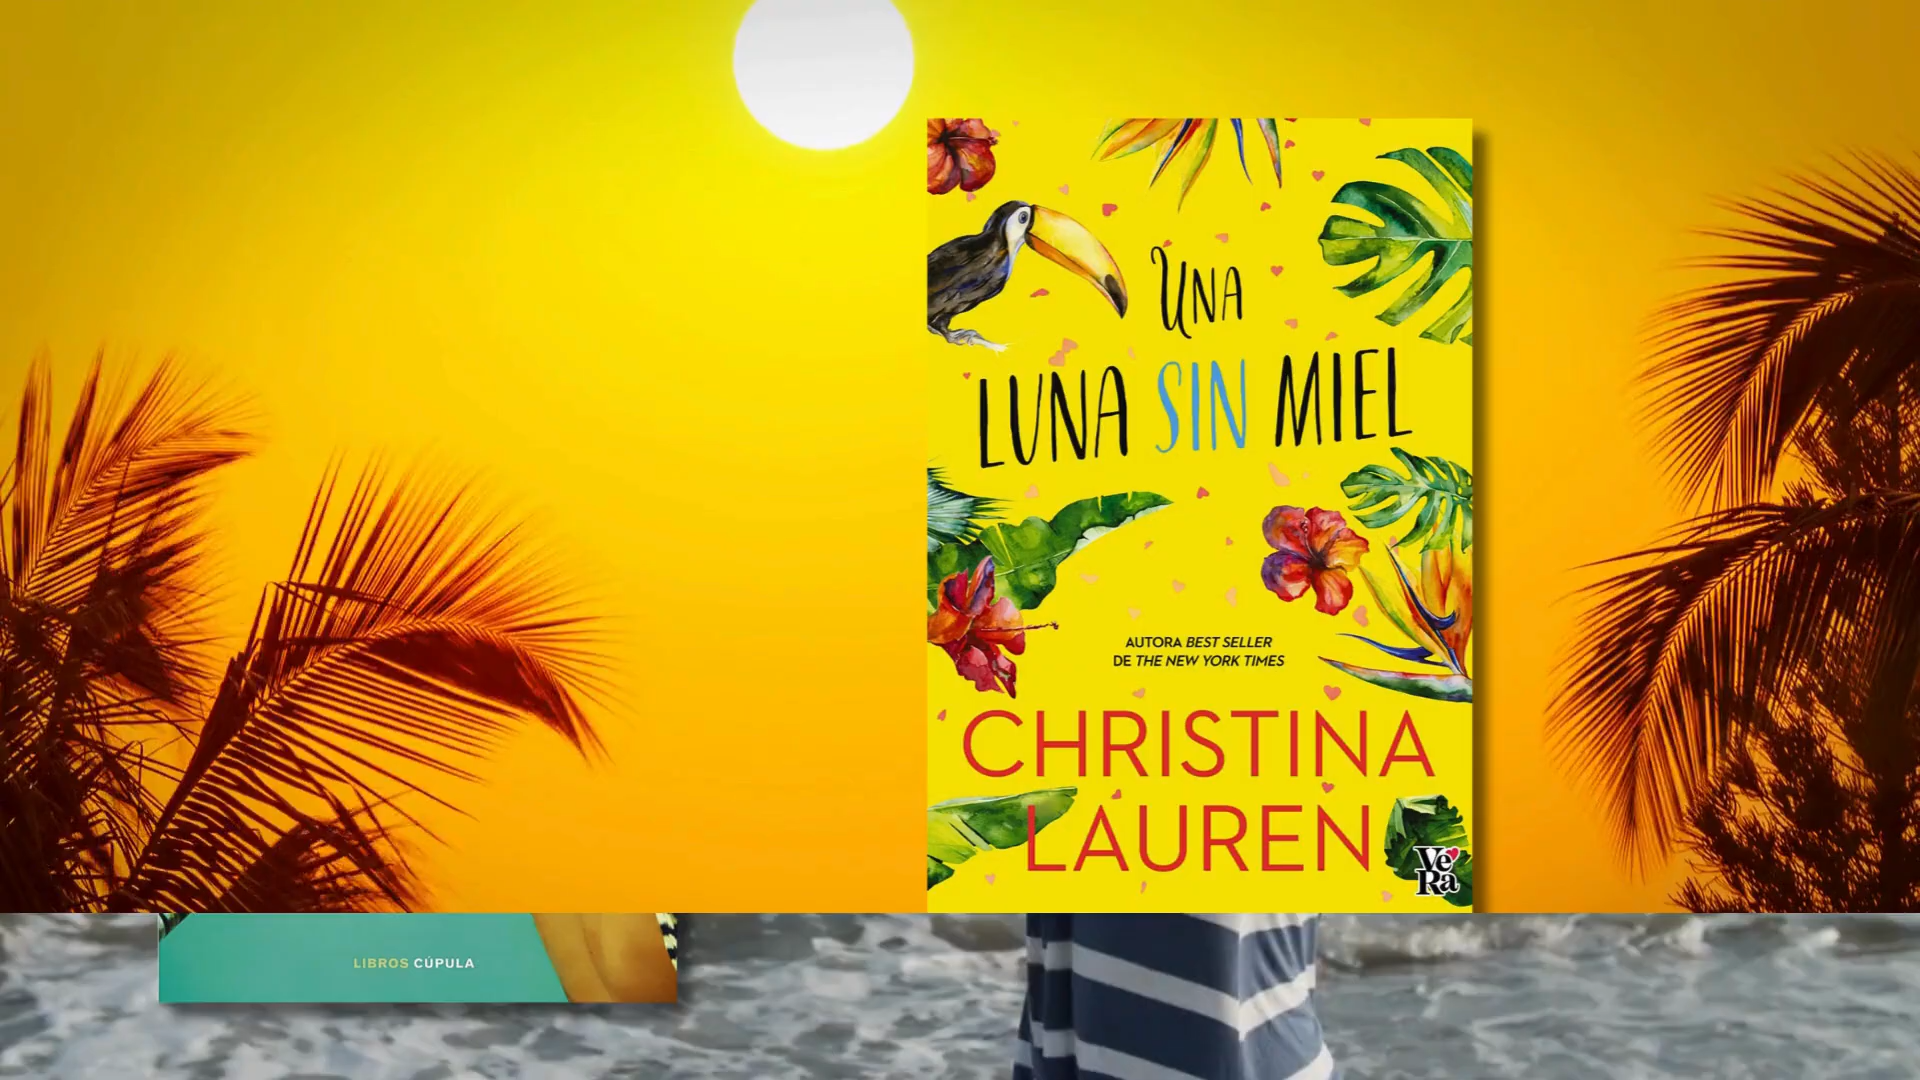 UNA
LUNA SIN MIEL
AUTORA BEST SELLER
DE THE NEW YORK TIMES
CHRISTINA
LAUREN
VeRa
LIBROS CÚPULA